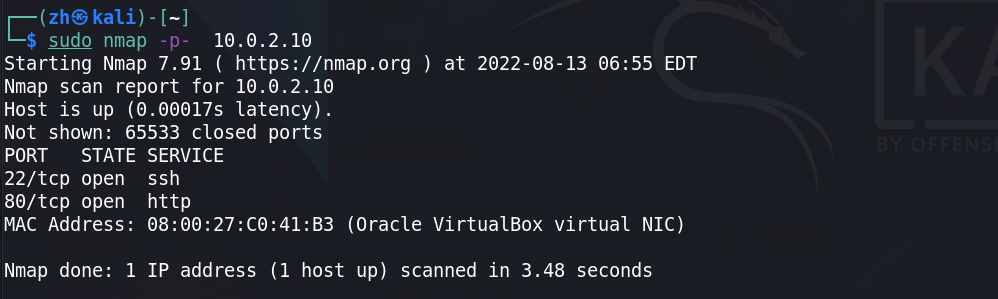 ┌──(zh㉿kali)-[~]
└─$ sudo nmap -p-  10.0.2.10
Starting Nmap 7.91 ( https://nmap.org ) at 2022-08-13 06:55 EDT
Nmap scan report for 10.0.2.10
Host is up (0.00017s latency).
Not shown: 65533 closed ports
PORT   STATE SERVICE
22/tcp open  ssh
80/tcp open  http
MAC Address: 08:00:27:C0:41:B3 (Oracle VirtualBox virtual NIC)
Nmap done: 1 IP address (1 host up) scanned in 3.48 seconds
KA
BY OFFENS